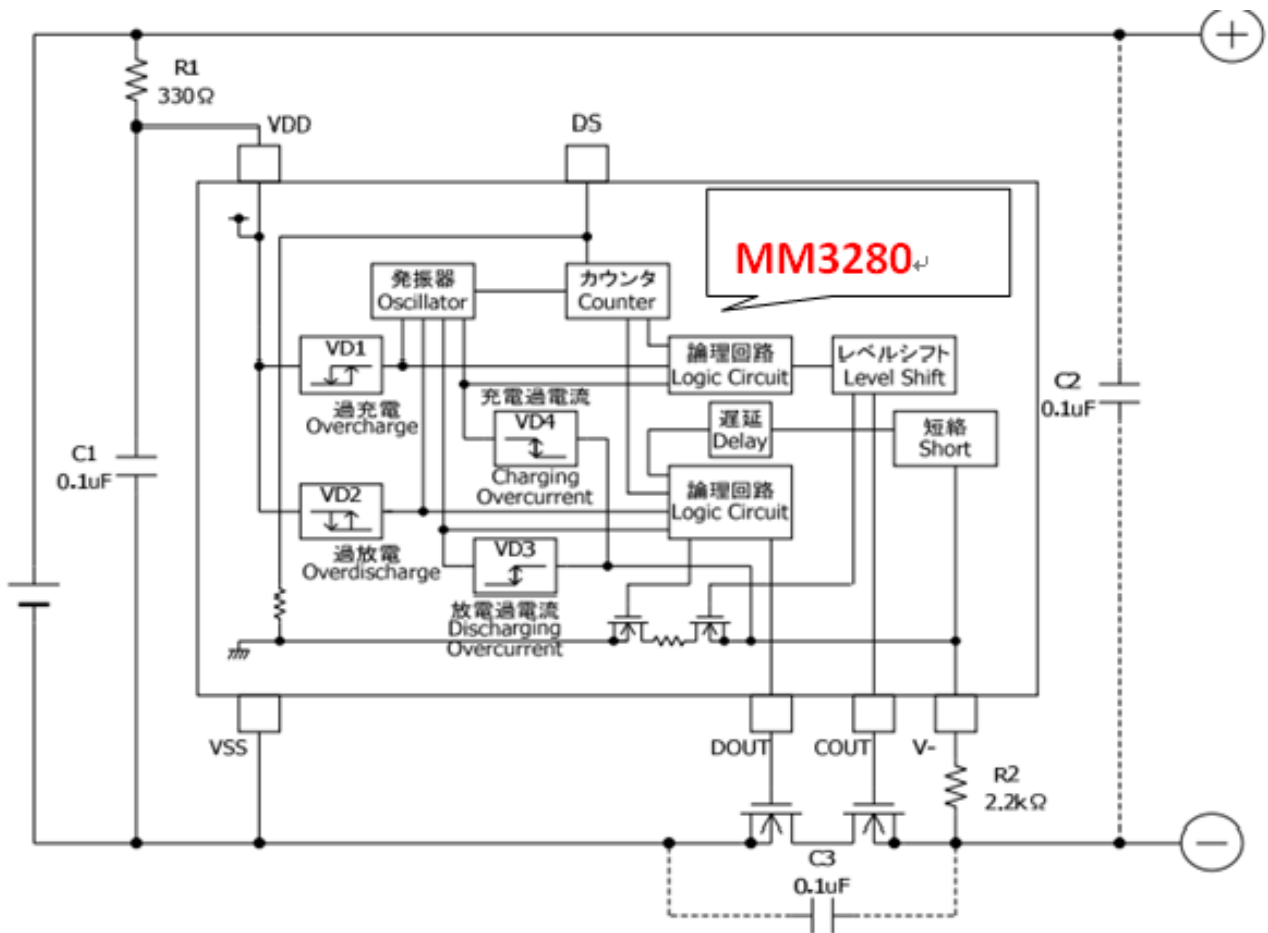 R1
330Ω
VDD
DS
MM3280↵
発振器
Oscillator
カウンタ
Counter
VD1
過充電
Overcharge
論理回路
Logic Circuit
レベルシフト
Level Shift
C2
0.1uF
充電過電流
VD4
Charging
Overcurrent
遅延
Delay
短絡
Short
C1
0.1uF
VD2
過放電
Overdischarge
論理回路
Logic Circuit
VD3
放電過電流
Discharging
Overcurrent
VSS
DOUT
COUT
V-
R2
2.2kΩ
C3
0.1uF